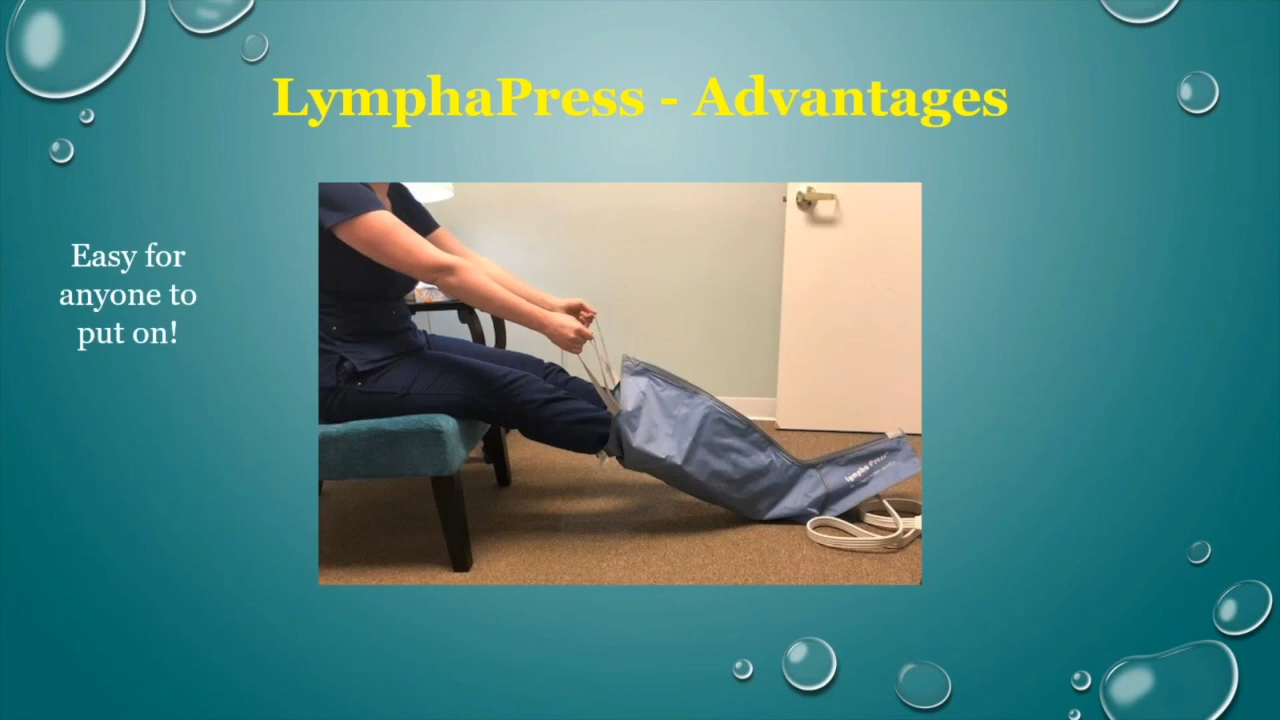 LymphaPress - Advantages
Easy for
anyone to
put on!
Lympha Press